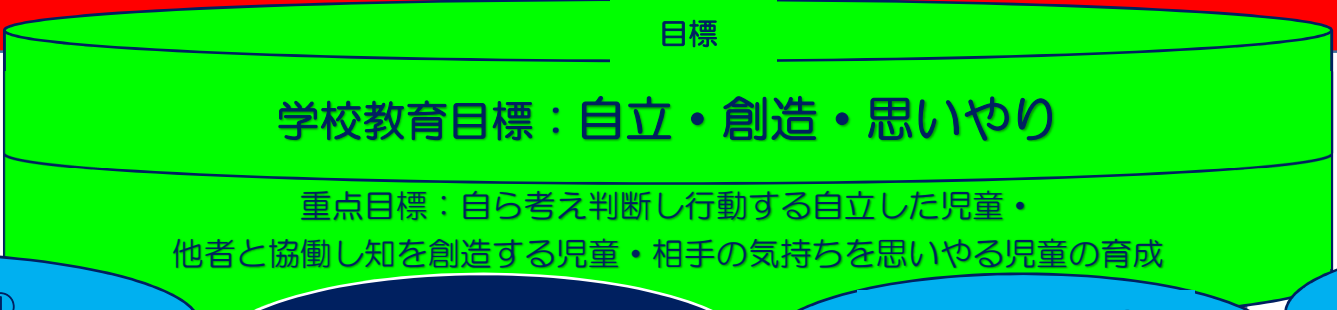 目標
学校教育目標：自立・創造・思いやり
重点目標：自ら考え判断し行動する自立した児童・
他者と協働し知を創造する児童・相手の気持ちを思いやる児童の育成